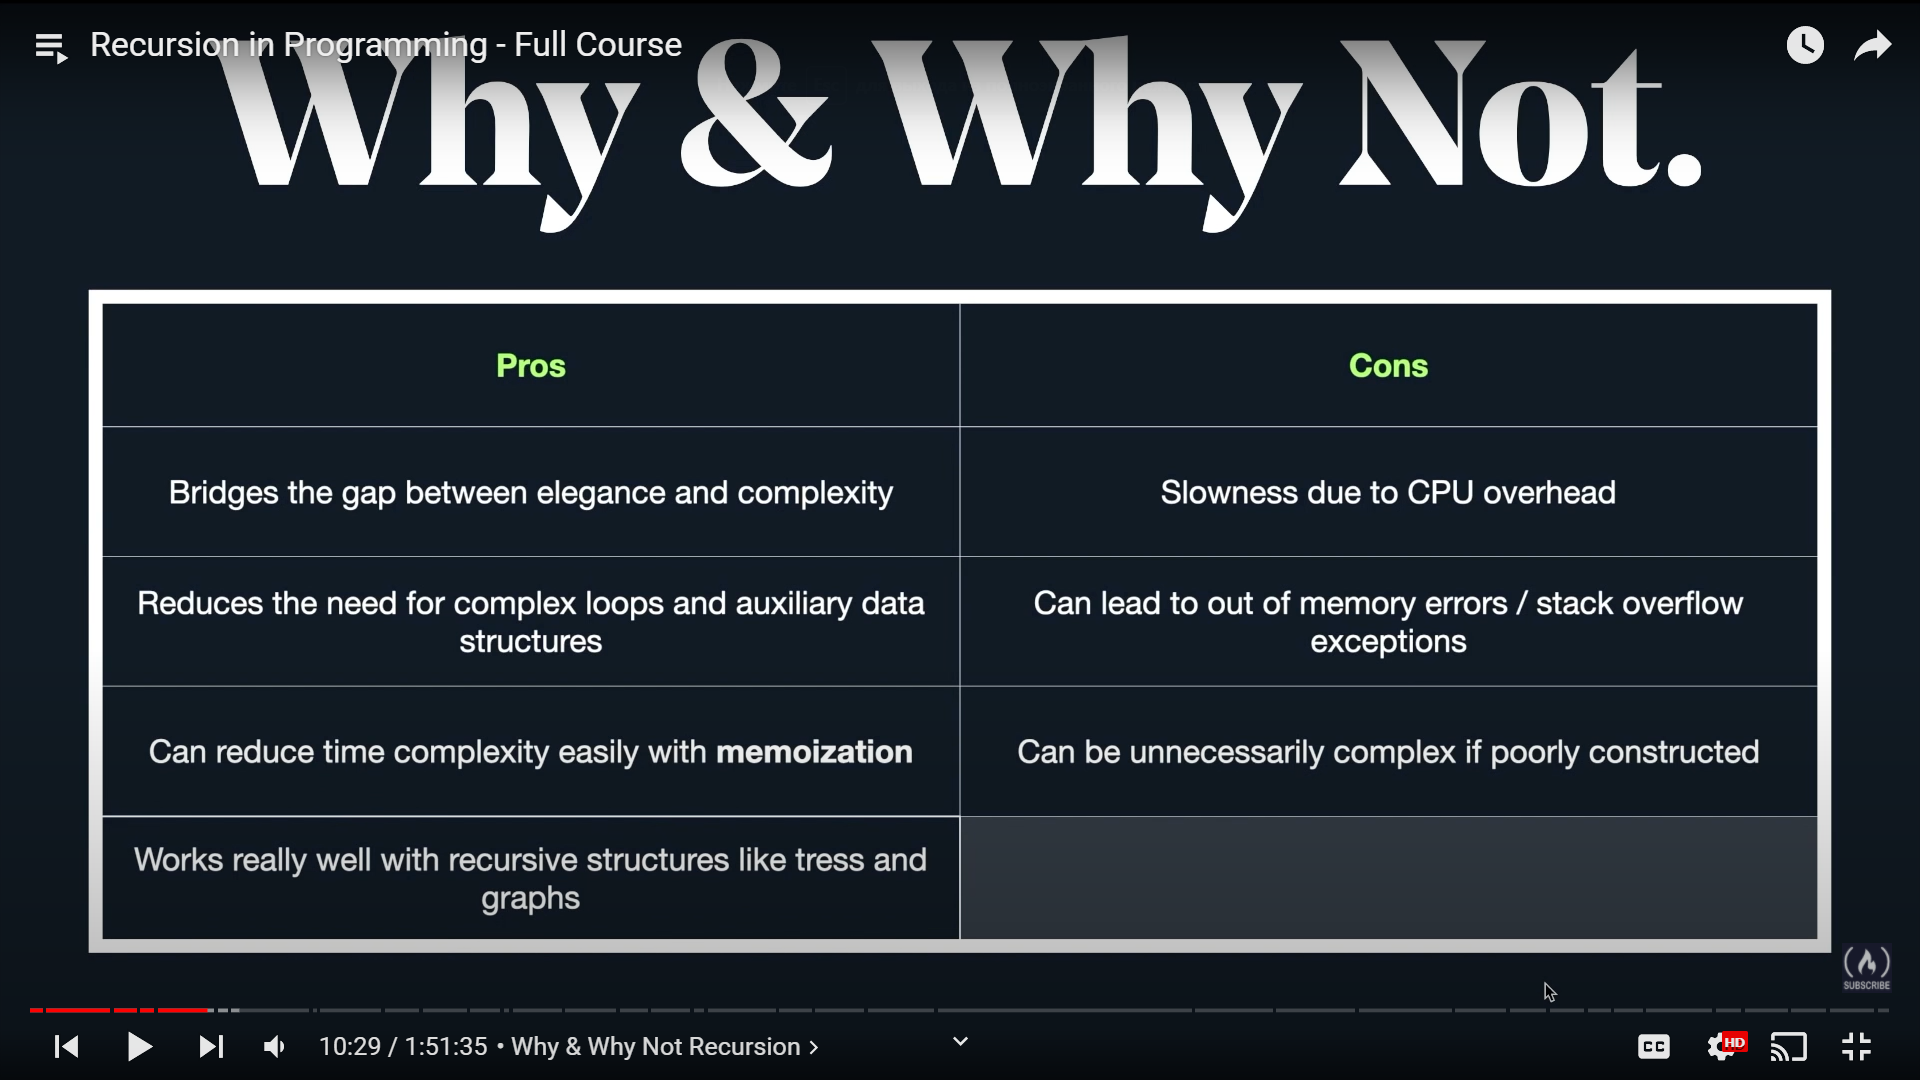 Recursion in Programming - Full Course
Why & Why Not.
Pros
Cons
Bridges the gap between elegance and complexity
Slowness due to CPU overhead
Reduces the need for complex loops and auxiliary data
structures
Can lead to out of memory errors / stack overflow
exceptions
Can reduce time complexity easily with memoization
Can be unnecessarily complex if poorly constructed
Works really well with recursive structures like tress and
graphs
SUBSCRIBE
10:29 / 1:51:35 • Why & Why Not Recursion >
CC
HD